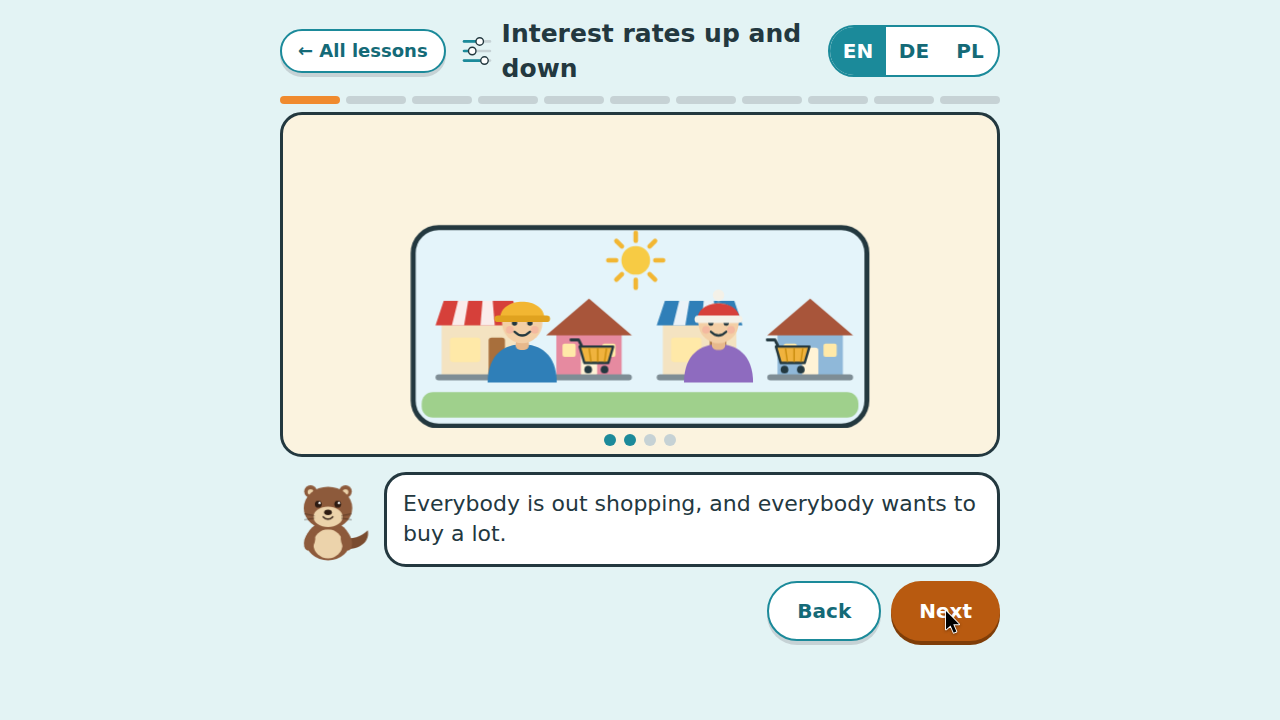 ← All lessons
Interest rates up and
down
EN DE PL
Everybody is out shopping, and everybody wants to
buy a lot.
Back
Next